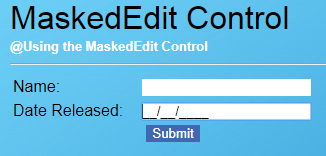 MaskedEdit Control
@Using the MaskedEdit Control
Name:
Date Released: __/__/____
Submit